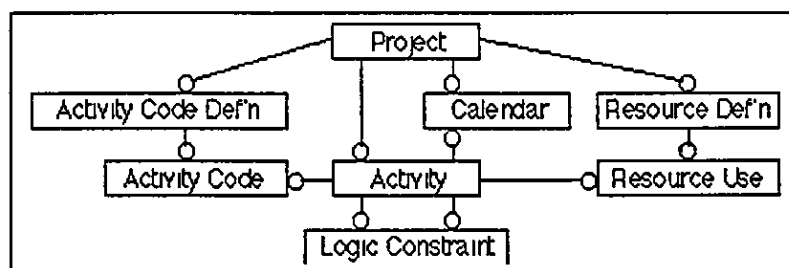 Project
Activity Code Def'n
Calendar
Resource Def'n
Activity Code
Activity
Resource Use
Logic Constraint